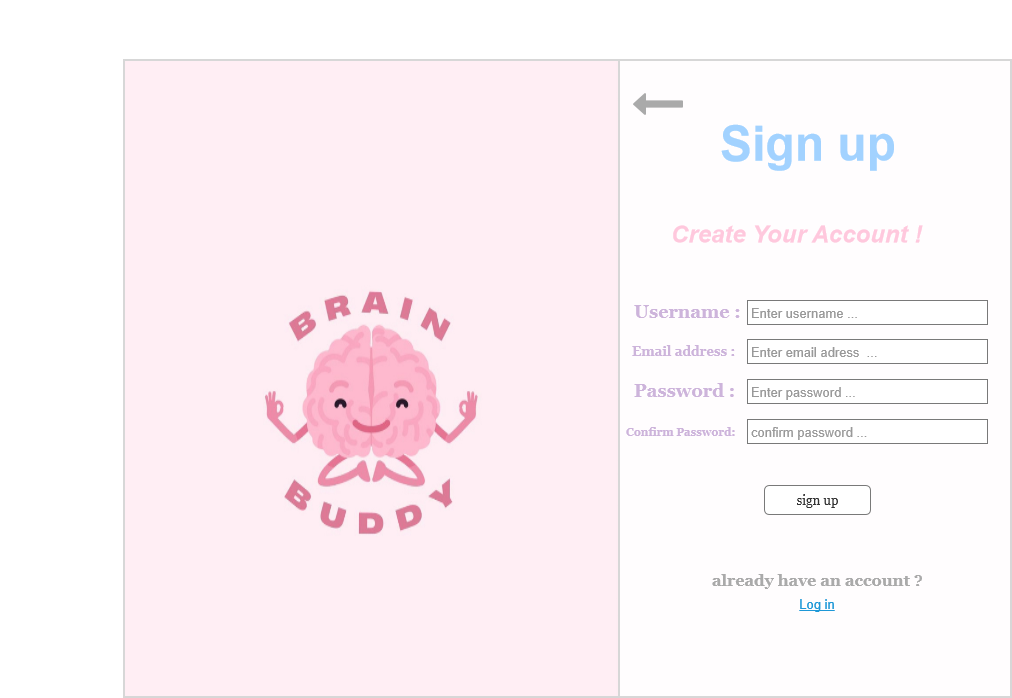 BRAIN
BUDDY
Sign up
Create Your Account !
Username : Enter username ...
Email address : Enter email adress  ...
Password : Enter password ...
Confirm Password: confirm password ...
sign up
already have an account ?
Log in